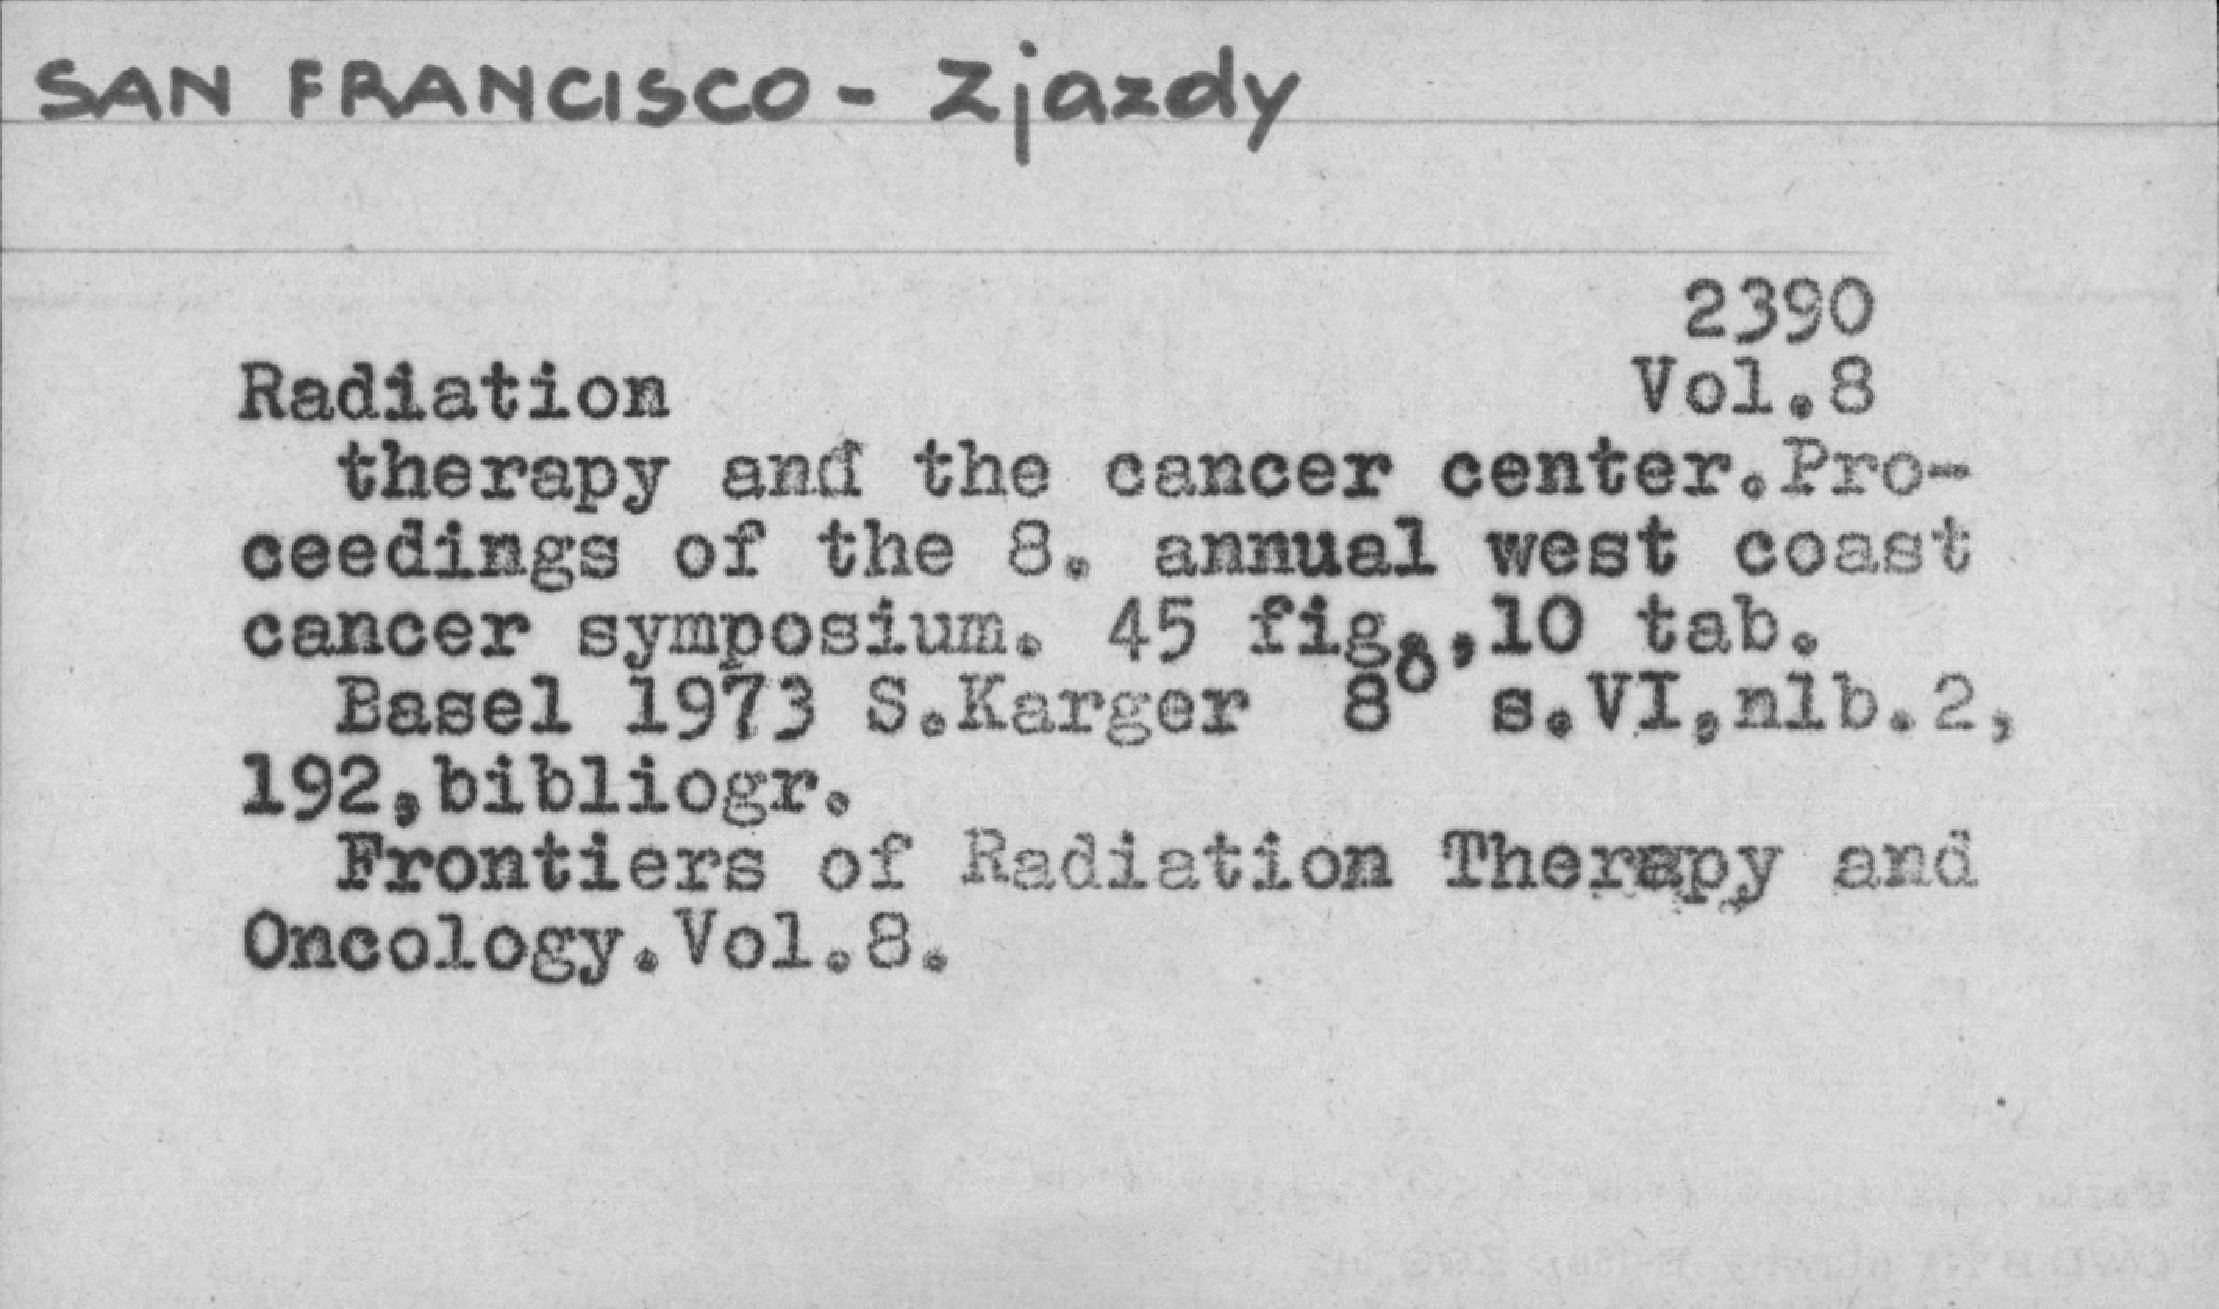 SAN FRANCISCO - Zjazdy
2390
Radiation Vol.8
therapy and the cancer center.Pro-
ceedings of the 8. annual west coast
cancer symposium. 45 fig.,10 tab.
Basel 1973 S.Karger 8° s.VI,nlb.2,
192,bibliogr.
Frontiers of Radiation Therapy and
Oncology.Vol.8.